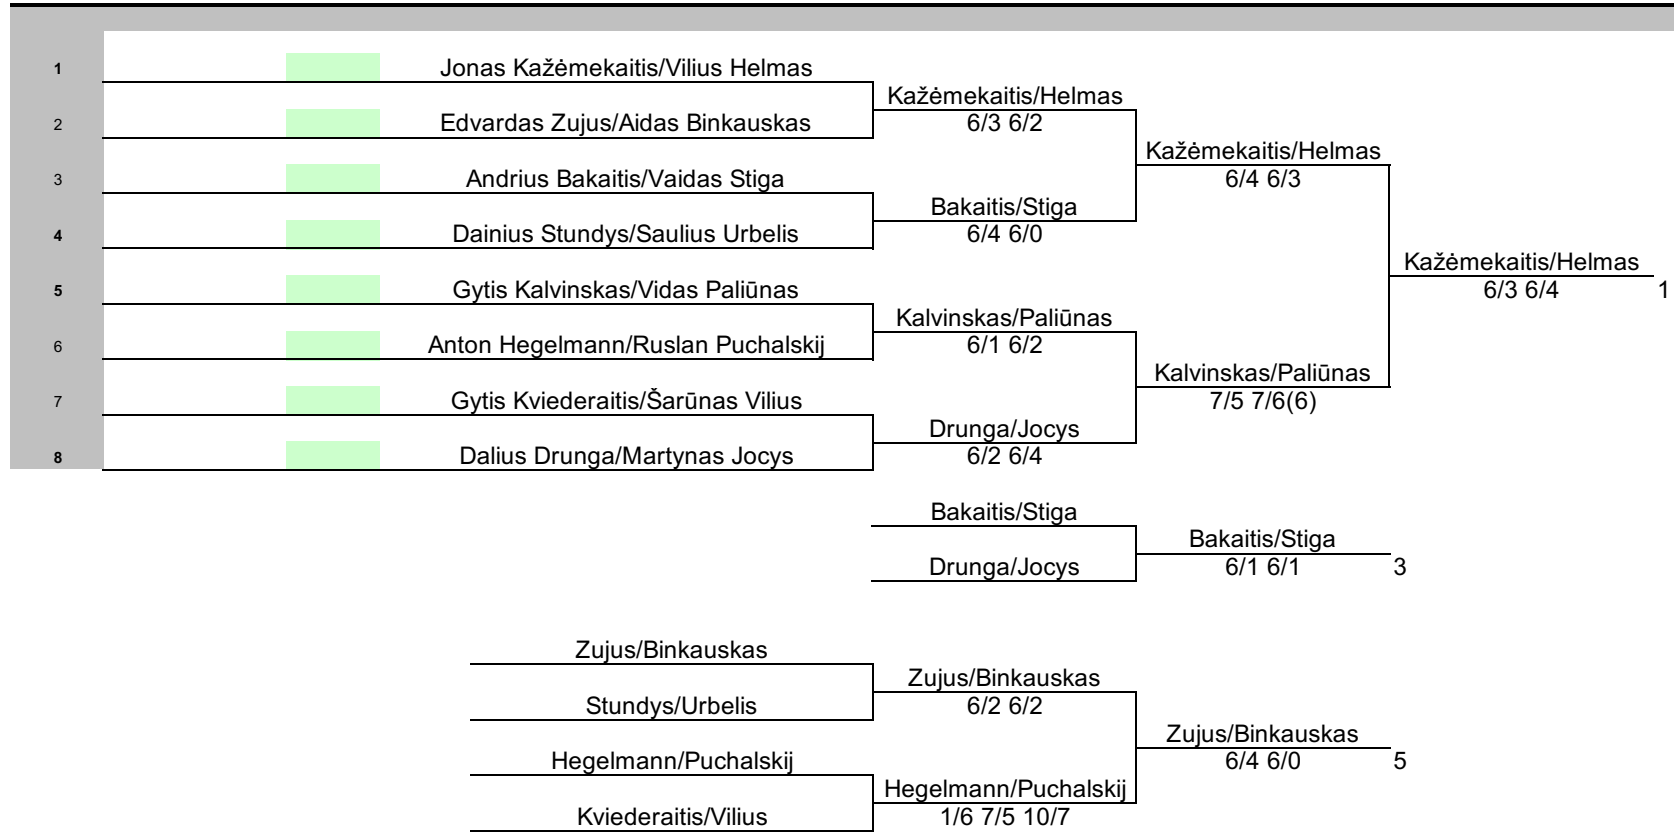 1 Jonas Kažėmekaitis/Vilius Helmas
Kažėmekaitis/Helmas
2 Edvardas Zujus/Aidas Binkauskas
6/3 6/2
Kažėmekaitis/Helmas
3 Andrius Bakaitis/Vaidas Stiga
6/4 6/3
Bakaitis/Stiga
4 Dainius Stundys/Saulius Urbelis
6/4 6/0
Kažėmekaitis/Helmas
5 Gytis Kalvinskas/Vidas Paliūnas
6/3 6/4 1
Kalvinskas/Paliūnas
6 Anton Hegelmann/Ruslan Puchalskij
6/1 6/2
Kalvinskas/Paliūnas
7 Gytis Kviederaitis/Šarūnas Vilius
7/5 7/6(6)
Drunga/Jocys
8 Dalius Drunga/Martynas Jocys
6/2 6/4
Bakaitis/Stiga
Bakaitis/Stiga
Drunga/Jocys
6/1 6/1 3
Zujus/Binkauskas
Zujus/Binkauskas
Stundys/Urbelis
6/2 6/2
Zujus/Binkauskas
Hegelmann/Puchalskij
6/4 6/0 5
Hegelmann/Puchalskij
Kviederaitis/Vilius
1/6 7/5 10/7